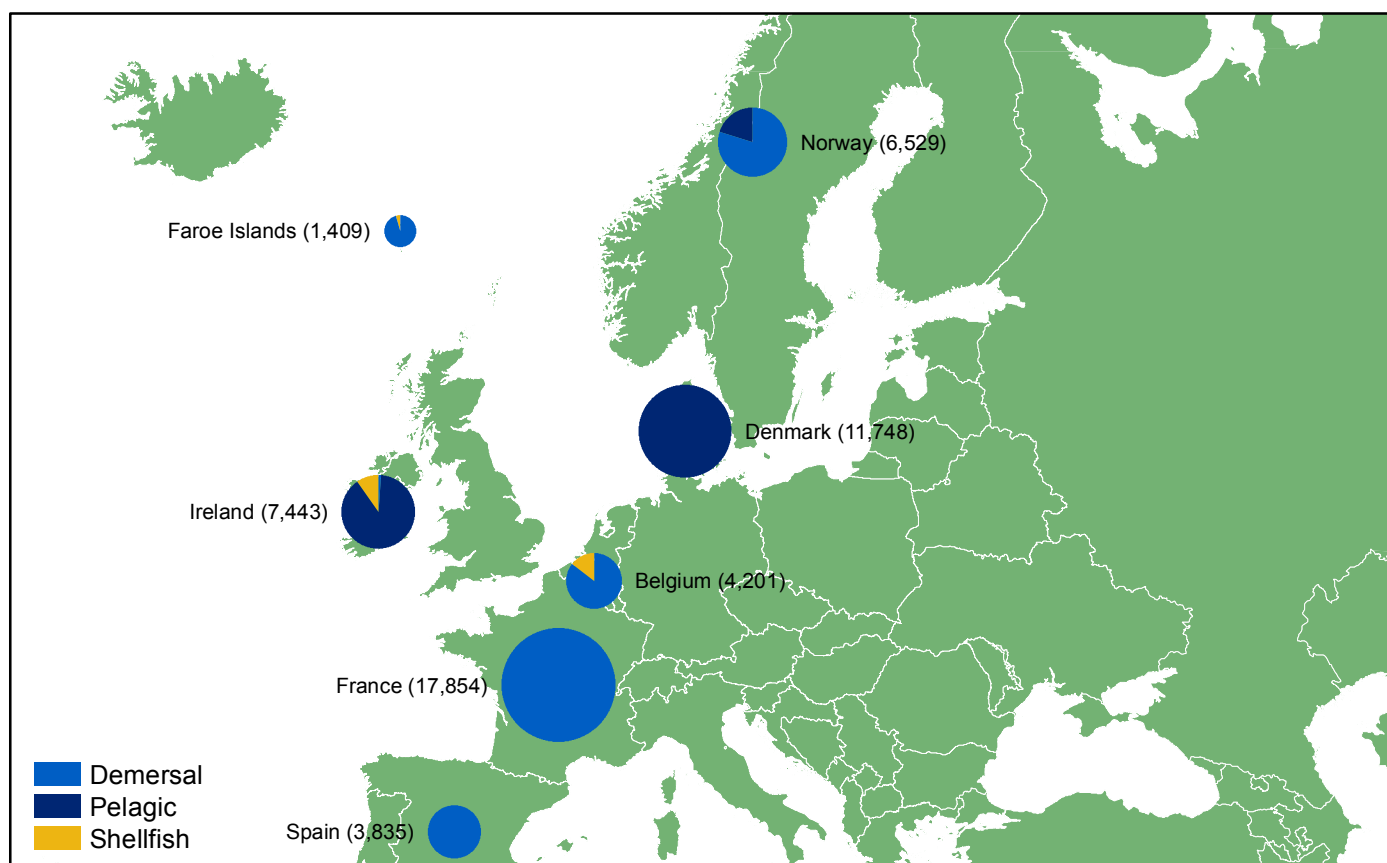 Norway (6,529)
Faroe Islands (1,409)
Denmark (11,748)
Ireland (7,443)
Belgium (4,201)
France (17,854)
Demersal
Pelagic
Shellfish
Spain (3,835)